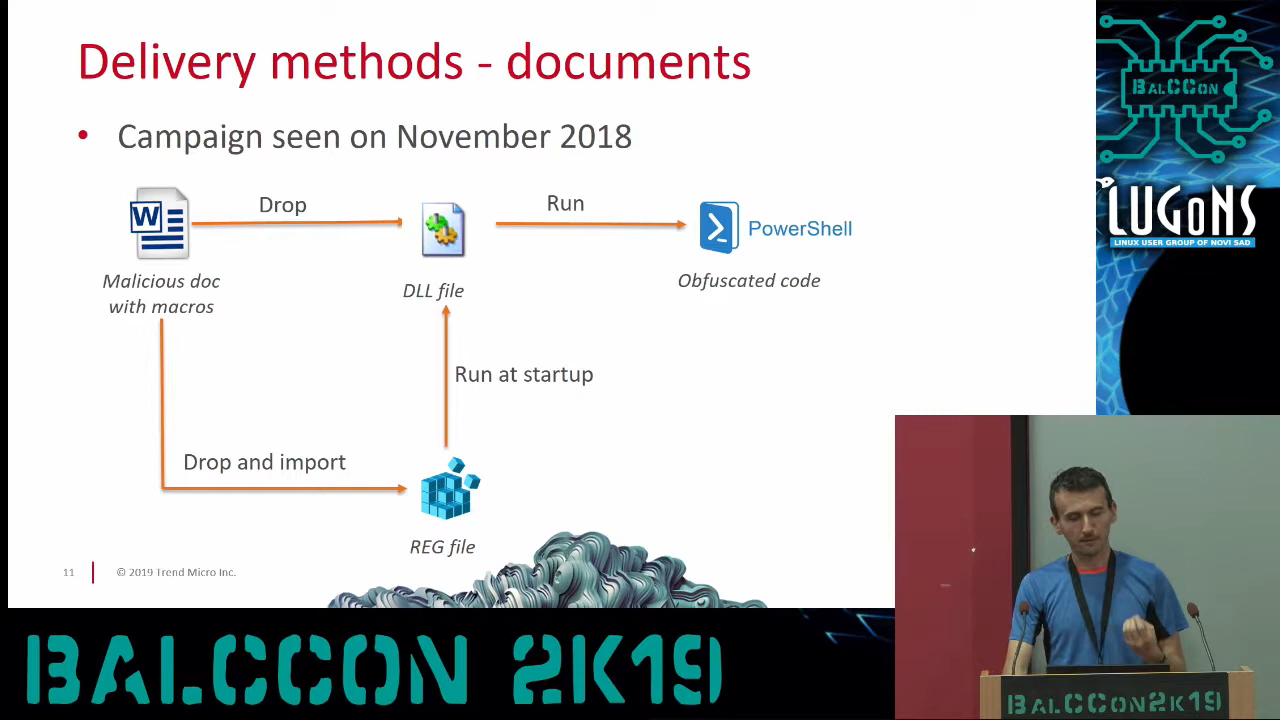 Delivery methods - documents
• Campaign seen on November 2018
Drop
Run
W
PowerShell
Malicious doc
with macros
DLL file
Obfuscated code
Run at startup
Drop and import
REG file
11
© 2019 Trend Micro Inc.
BALCCON
LUGONS
LINUX USER GROUP OF NOVI SAD
BALCCON 2K19
BALCCON2K19